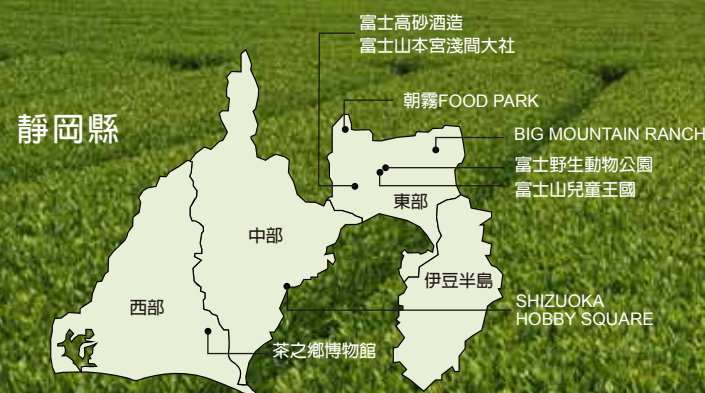 富士高砂酒造
富士山本宮淺間大社
靜岡縣
朝霧FOOD PARK
BIG MOUNTAIN RANCH
富士野生動物公園
富士山兒童王國
東部
中部
伊豆半島
西部
SHIZUOKA
HOBBY SQUARE
茶之鄉博物館